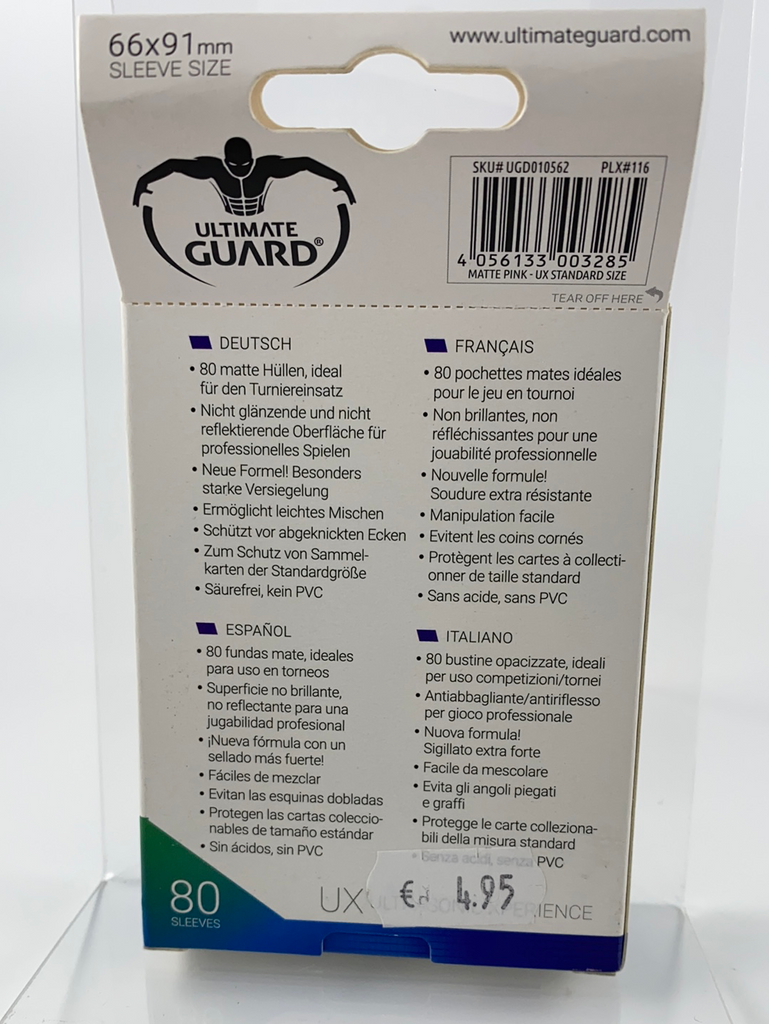 66x91mm
SLEEVE SIZE
www.ultimateguard.com
SKU# UGD010562 PLX#116
4 056133 003285
MATTE PINK - UX STANDARD SIZE
ULTIMATE
GUARD®
TEAR OFF HERE
DEUTSCH
• 80 matte Hüllen, ideal
für den Turniereinsatz
• Nicht glänzende und nicht
reflektierende Oberfläche für
professionelles Spielen
• Neue Formel! Besonders
starke Versiegelung
• Ermöglicht leichtes Mischen
• Schützt vor abgeknickten Ecken
• Zum Schutz von Sammel-
karten der Standardgröße
• Säurefrei, kein PVC
FRANÇAIS
• 80 pochettes mates idéales
pour le jeu en tournoi
• Non brillantes, non
réfléchissantes pour une
jouabilité professionnelle
• Nouvelle formule!
Soudure extra résistante
• Manipulation facile
• Evitent les coins cornés
• Protègent les cartes à collecti-
onner de taille standard
• Sans acide, sans PVC
ESPAÑOL
• 80 fundas mate, ideales
para uso en torneos
• Superficie no brillante,
no reflectante para una
jugabilidad profesional
• ¡Nueva fórmula con un
sellado más fuerte!
• Fáciles de mezclar
• Evitan las esquinas dobladas
• Protegen las cartas coleccio-
nables de tamaño estándar
• Sin ácidos, sin PVC
ITALIANO
• 80 bustine opacizzate, ideali
per uso competizioni/tornei
• Antiabbagliante/antiriflesso
per gioco professionale
• Nuova formula!
Sigillato extra forte
• Facile da mescolare
• Evita gli angoli piegati
e graffi
• Protegge le carte colleziona-
bili della misura standard
• Senza acidi, senza PVC
80
SLEEVES
€ 4.95
UX